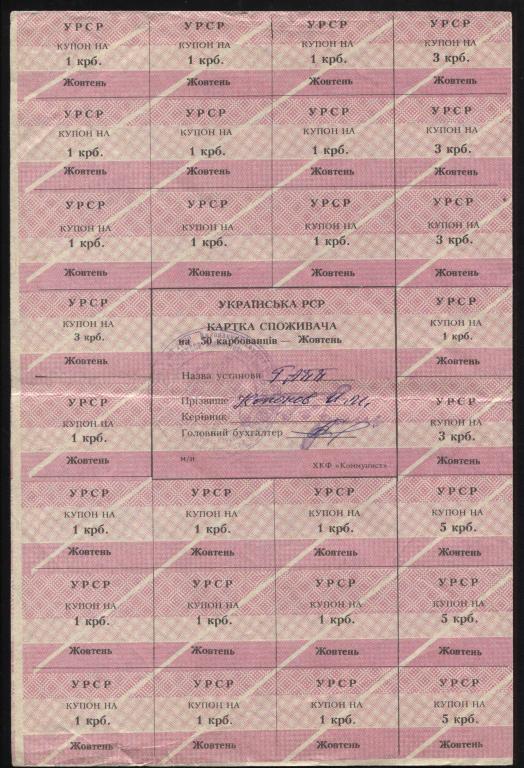 УРСР УРСР УРСР УРСР
КУПОН НА КУПОН НА КУПОН НА КУПОН НА
1 крб. 1 крб. 1 крб. 3 крб.
Жовтень Жовтень Жовтень Жовтень
УРСР УРСР УРСР УРСР
КУПОН НА КУПОН НА КУПОН НА КУПОН НА
1 крб. 1 крб. 1 крб. 3 крб.
Жовтень Жовтень Жовтень Жовтень
УРСР УРСР УРСР УРСР
КУПОН НА КУПОН НА КУПОН НА КУПОН НА
1 крб. 1 крб. 1 крб. 3 крб.
Жовтень Жовтень Жовтень Жовтень
УРСР
КУПОН НА
3 крб.
Жовтень
УРСР
КУПОН НА
1 крб.
Жовтень
УКРАЇНСЬКА РСР
КАРТКА СПОЖИВАЧА
на 50 карбованців — Жовтень
Назва установи
Прізвище
Керівник
Головний бухгалтер
М/П
ХКФ «Коммунист»
УРСР
КУПОН НА
1 крб.
Жовтень
УРСР
КУПОН НА
3 крб.
Жовтень
УРСР УРСР УРСР УРСР
КУПОН НА КУПОН НА КУПОН НА КУПОН НА
1 крб. 1 крб. 1 крб. 5 крб.
Жовтень Жовтень Жовтень Жовтень
УРСР УРСР УРСР УРСР
КУПОН НА КУПОН НА КУПОН НА КУПОН НА
1 крб. 1 крб. 1 крб. 5 крб.
Жовтень Жовтень Жовтень Жовтень
УРСР УРСР УРСР УРСР
КУПОН НА КУПОН НА КУПОН НА КУПОН НА
1 крб. 1 крб. 1 крб. 5 крб.
Жовтень Жовтень Жовтень Жовтень